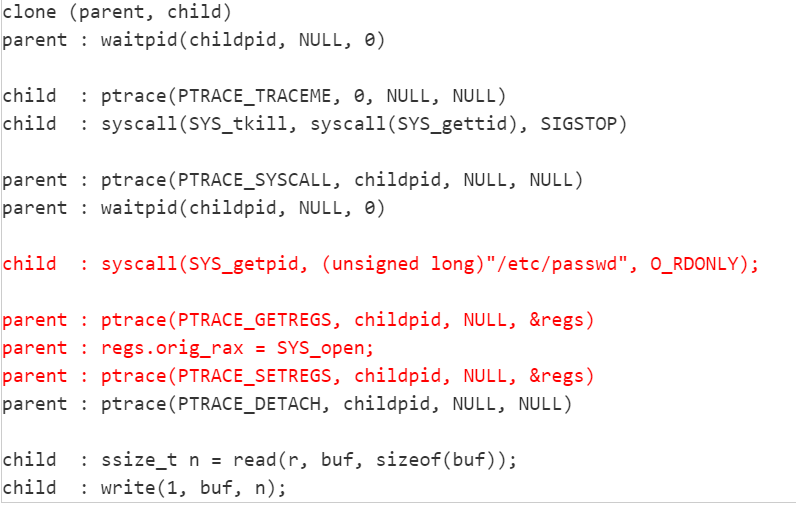 clone (parent, child)
parent : waitpid(childpid, NULL, 0)
child  : ptrace(PTRACE_TRACEME, 0, NULL, NULL)
child  : syscall(SYS_tkill, syscall(SYS_gettid), SIGSTOP)
parent : ptrace(PTRACE_SYSCALL, childpid, NULL, NULL)
parent : waitpid(childpid, NULL, 0)
child  : syscall(SYS_getpid, (unsigned long)"/etc/passwd", O_RDONLY);
parent : ptrace(PTRACE_GETREGS, childpid, NULL, &regs)
parent : regs.orig_rax = SYS_open;
parent : ptrace(PTRACE_SETREGS, childpid, NULL, &regs)
parent : ptrace(PTRACE_DETACH, childpid, NULL, NULL)
child  : ssize_t n = read(r, buf, sizeof(buf));
child  : write(1, buf, n);